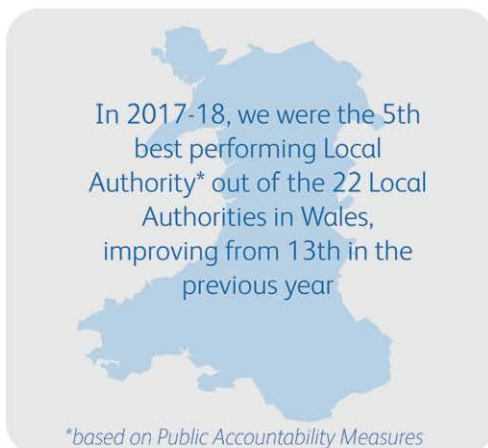 In 2017-18, we were the 5th
best performing Local
Authority* out of the 22 Local
Authorities in Wales,
improving from 13th in the
previous year
*based on Public Accountability Measures